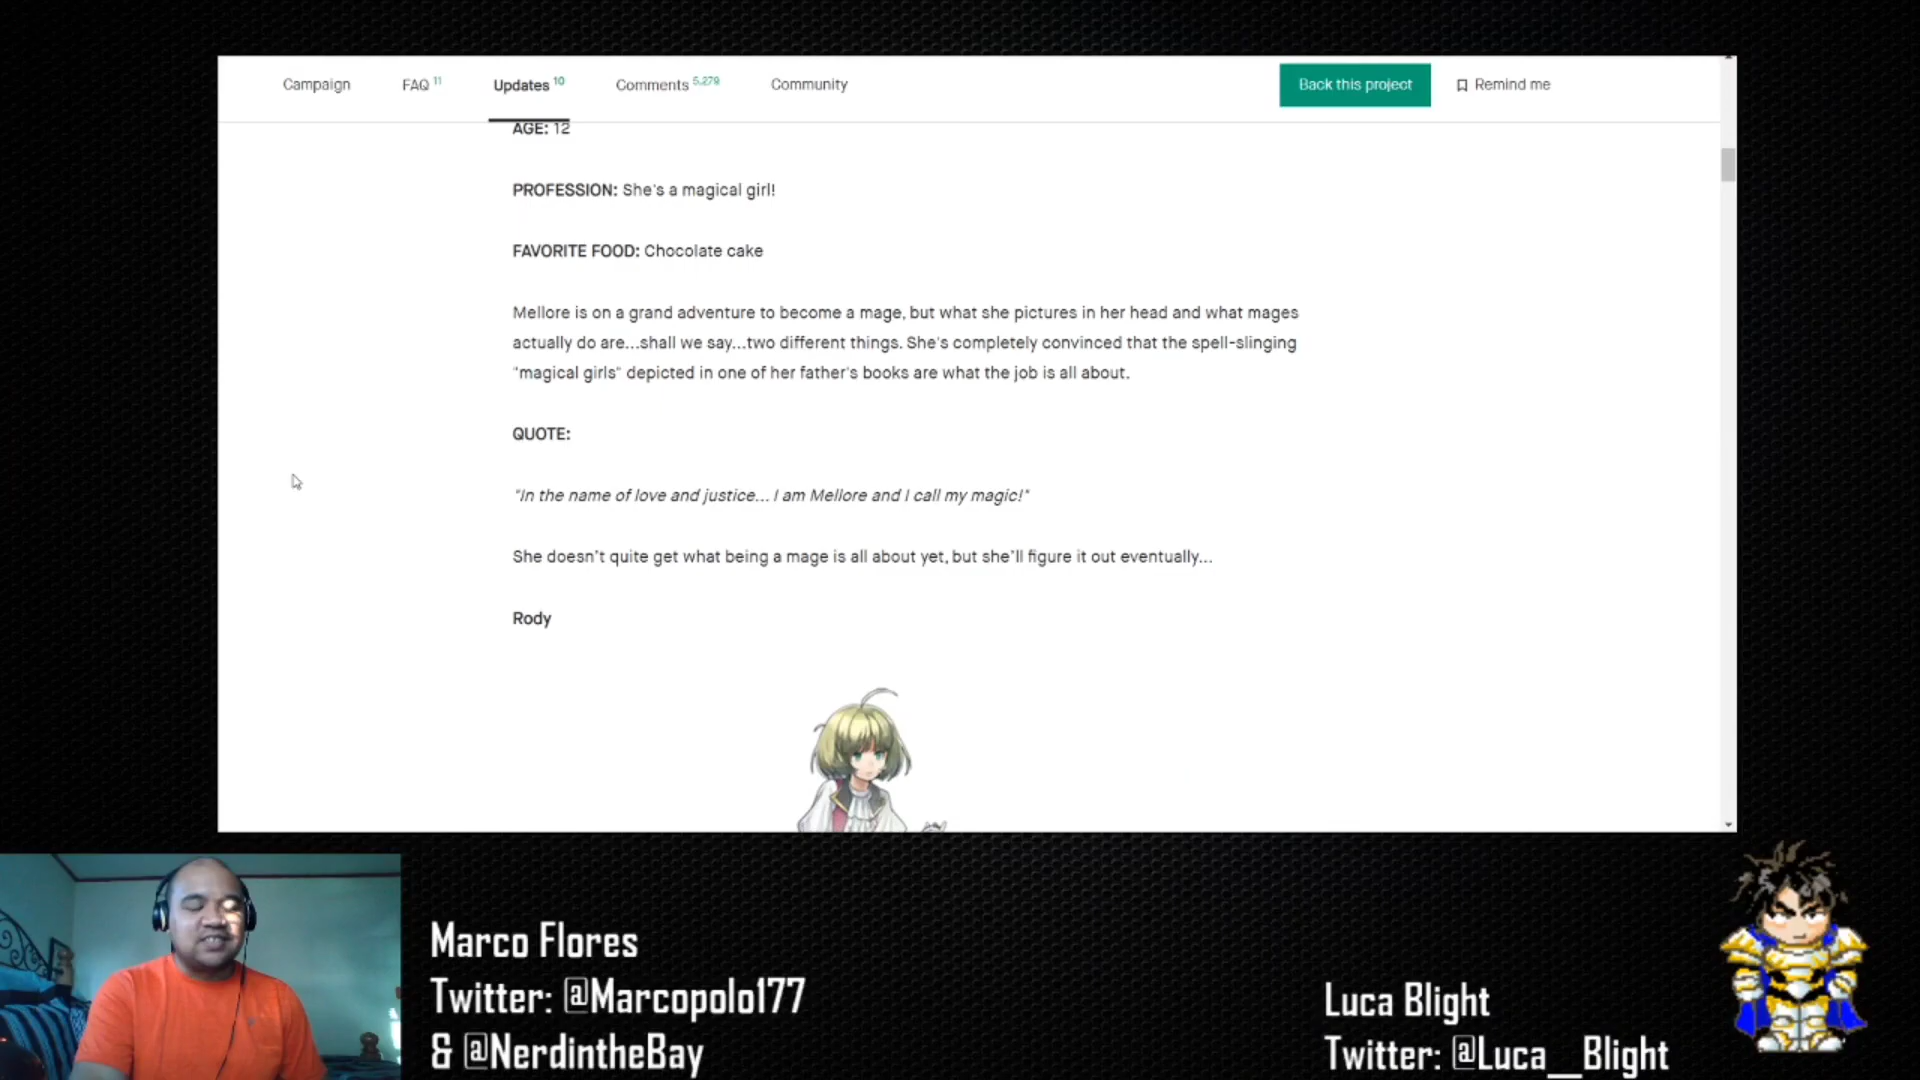 Campaign FAQ 11 Updates 10 Comments 5,279 Community Back this project Remind me
AGE: 12
PROFESSION: She's a magical girl!
FAVORITE FOOD: Chocolate cake
Mellore is on a grand adventure to become a mage, but what she pictures in her head and what mages
actually do are...shall we say...two different things. She's completely convinced that the spell-slinging
"magical girls" depicted in one of her father's books are what the job is all about.
QUOTE:
"In the name of love and justice... I am Mellore and I call my magic!"
She doesn't quite get what being a mage is all about yet, but she'll figure it out eventually...
Rody
Marco Flores
Twitter: @Marcopolo177
& @NerdintheBay
Luca Blight
Twitter: @Luca__Blight